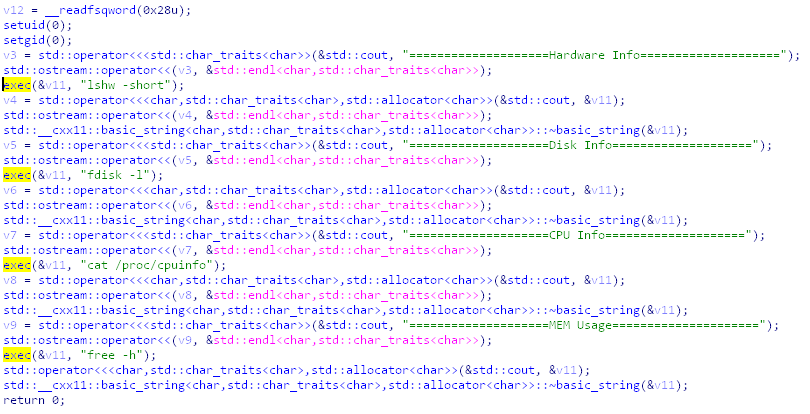 v12 = __readfsqword(0x28u);
setuid(0);
setgid(0);
v3 = std::operator<<<std::char_traits<char>>(&std::cout, "====================Hardware Info====================");
std::ostream::operator<<(v3, &std::endl<char,std::char_traits<char>>);
exec(&v11, "lshw -short");
v4 = std::operator<<<char,std::char_traits<char>,std::allocator<char>>(&std::cout, &v11);
std::ostream::operator<<(v4, &std::endl<char,std::char_traits<char>>);
std::__cxx11::basic_string<char,std::char_traits<char>,std::allocator<char>>::~basic_string(&v11);
v5 = std::operator<<<std::char_traits<char>>(&std::cout, "====================Disk Info====================");
std::ostream::operator<<(v5, &std::endl<char,std::char_traits<char>>);
exec(&v11, "fdisk -l");
v6 = std::operator<<<char,std::char_traits<char>,std::allocator<char>>(&std::cout, &v11);
std::ostream::operator<<(v6, &std::endl<char,std::char_traits<char>>);
std::__cxx11::basic_string<char,std::char_traits<char>,std::allocator<char>>::~basic_string(&v11);
v7 = std::operator<<<std::char_traits<char>>(&std::cout, "====================CPU Info====================");
std::ostream::operator<<(v7, &std::endl<char,std::char_traits<char>>);
exec(&v11, "cat /proc/cpuinfo");
v8 = std::operator<<<char,std::char_traits<char>,std::allocator<char>>(&std::cout, &v11);
std::ostream::operator<<(v8, &std::endl<char,std::char_traits<char>>);
std::__cxx11::basic_string<char,std::char_traits<char>,std::allocator<char>>::~basic_string(&v11);
v9 = std::operator<<<std::char_traits<char>>(&std::cout, "====================MEM Usage=====================");
std::ostream::operator<<(v9, &std::endl<char,std::char_traits<char>>);
exec(&v11, "free -h");
std::operator<<<char,std::char_traits<char>,std::allocator<char>>(&std::cout, &v11);
std::__cxx11::basic_string<char,std::char_traits<char>,std::allocator<char>>::~basic_string(&v11);
return 0;